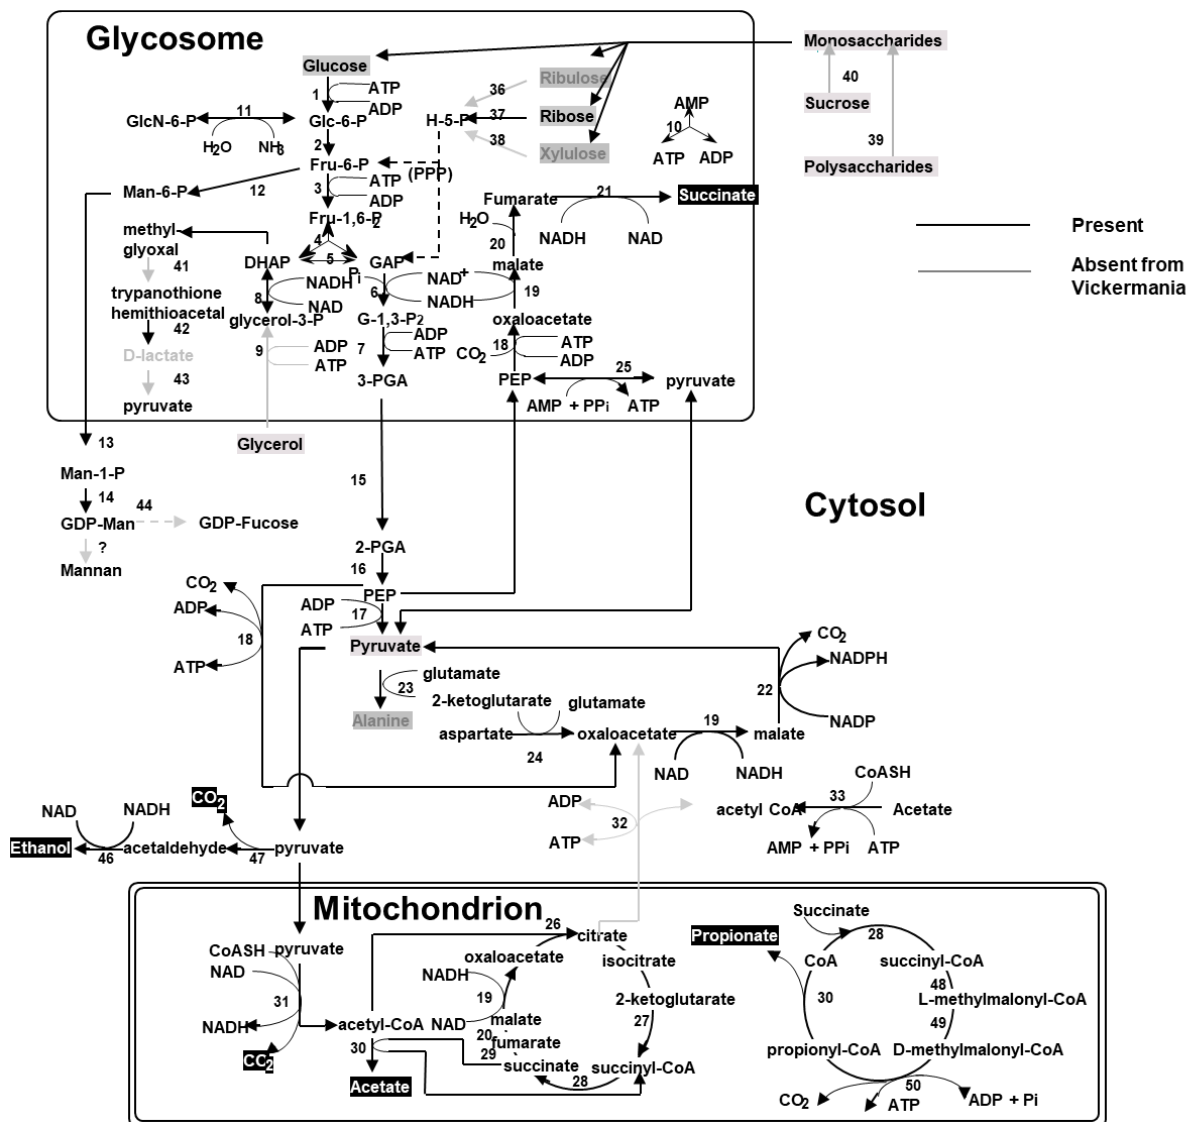 Glycosome
Monosaccharides
Glucose
Ribulose
40
1
ATP
ADP
36
Sucrose
AMP
GlcN-6-P
11
Glc-6-P
H-5-P
37
Ribose
10
H2O
NH3
2
38
39
Fru-6-P
Xylulose
ATP
ADP
Polysaccharides
(PPP)
Man-6-P
12
3
ATP
ADP
Fumarate
21
Succinate
Fru-1,6-P2
H2O
methyl
glyoxal
4
NADH
NAD
Present
20
DHAP
5
GAP
malate
Absent from
Vickermania
41
NADH
Pi
NAD+
trypanothione
hemithioacetal
8
NAD
6
NADH
19
glycerol-3-P
G-1,3-P2
oxaloacetate
42
ADP
ATP
D-lactate
9
ADP
ATP
7
CO2
18
ATP
ADP
43
3-PGA
PEP
25
pyruvate
pyruvate
AMP + PPi
ATP
13
Glycerol
Man-1-P
15
14
44
Cytosol
GDP-Man
GDP-Fucose
?
2-PGA
Mannan
16
CO2
PEP
ADP
ADP
17
ATP
18
CO2
Pyruvate
NADPH
ATP
glutamate
23
22
2-ketoglutarate
glutamate
Alanine
NADP
aspartate
oxaloacetate
19
malate
24
NAD
NADH
CoASH
CO2
ADP
33
NAD
NADH
acetyl CoA
Acetate
32
ATP
AMP + PPi
ATP
Ethanol
46
acetaldehyde
47
pyruvate
Mitochondrion
Succinate
26
citrate
Propionate
28
CoASH
pyruvate
oxaloacetate
isocitrate
CoA
succinyl-CoA
NAD
NADH
48
31
19
2-ketoglutarate
30
L-methylmalonyl-CoA
NADH
acetyl-CoA
NAD
malate
27
49
20
fumarate
30
29
propionyl-CoA
D-methylmalonyl-CoA
CO2
succinate
succinyl-CoA
Acetate
28
50
CO2
ATP
ADP + Pi